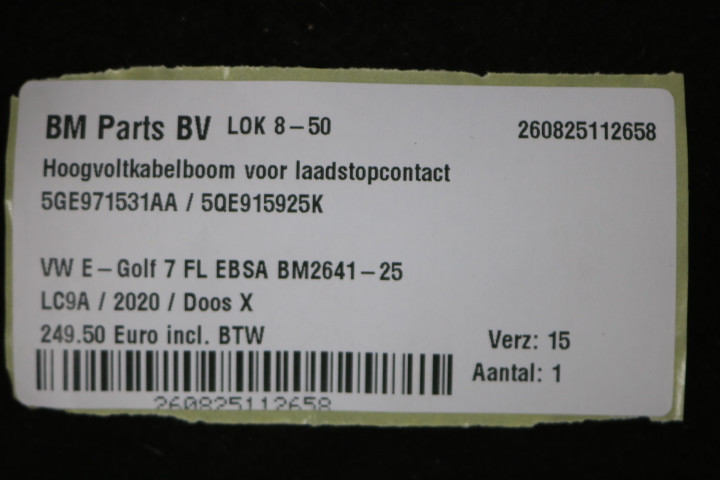 BM Parts BV LOK 8-50 260825112658
Hoogvoltkabelboom voor laadstopcontact
5GE971531AA / 5QE915925K
VW E-Golf 7 FL EBSA BM2641-25
LC9A / 2020 / Doos X
249.50 Euro incl. BTW
Verz: 15
Aantal: 1
260825112658